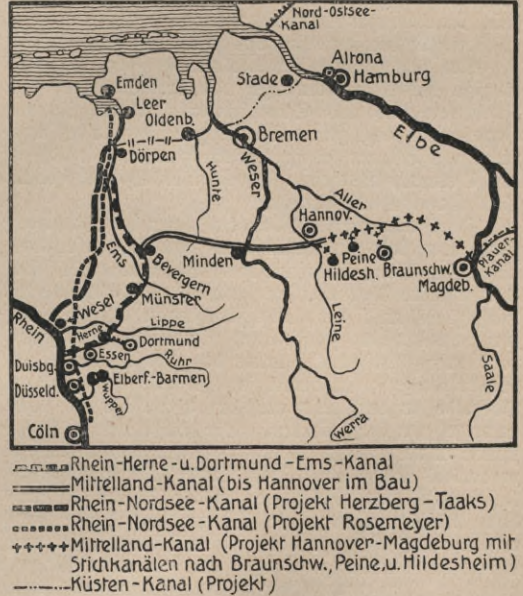 Nord-Ostsee-
Kanal
Altona
Hamburg
Stade
Emden
Leer
Oldenb.
Bremen
Elbe
Dörpen
Hunte
Weser
Aller
Hannov.
Ems
Bevergern
Minden
Peine
Hildesh.
Braunschw.
Magdeb.
Plauer-
Kanal
Münster
Wesel
Rhein
Lippe
Leine
Herne
Dortmund
Essen
Ruhr
Duisbg.
Elberf.-Barmen
Düsseld.
Wupper
Saale
Werra
Cöln
Rhein-Herne-u. Dortmund-Ems-Kanal
Mittelland-Kanal (bis Hannover im Bau)
Rhein-Nordsee-Kanal (Projekt Herzberg-Taaks)
Rhein-Nordsee-Kanal (Projekt Rosemeyer)
Mittelland-Kanal (Projekt Hannover-Magdeburg mit
Stichkanälen nach Braunschw., Peine, u. Hildesheim)
Küsten-Kanal (Projekt)